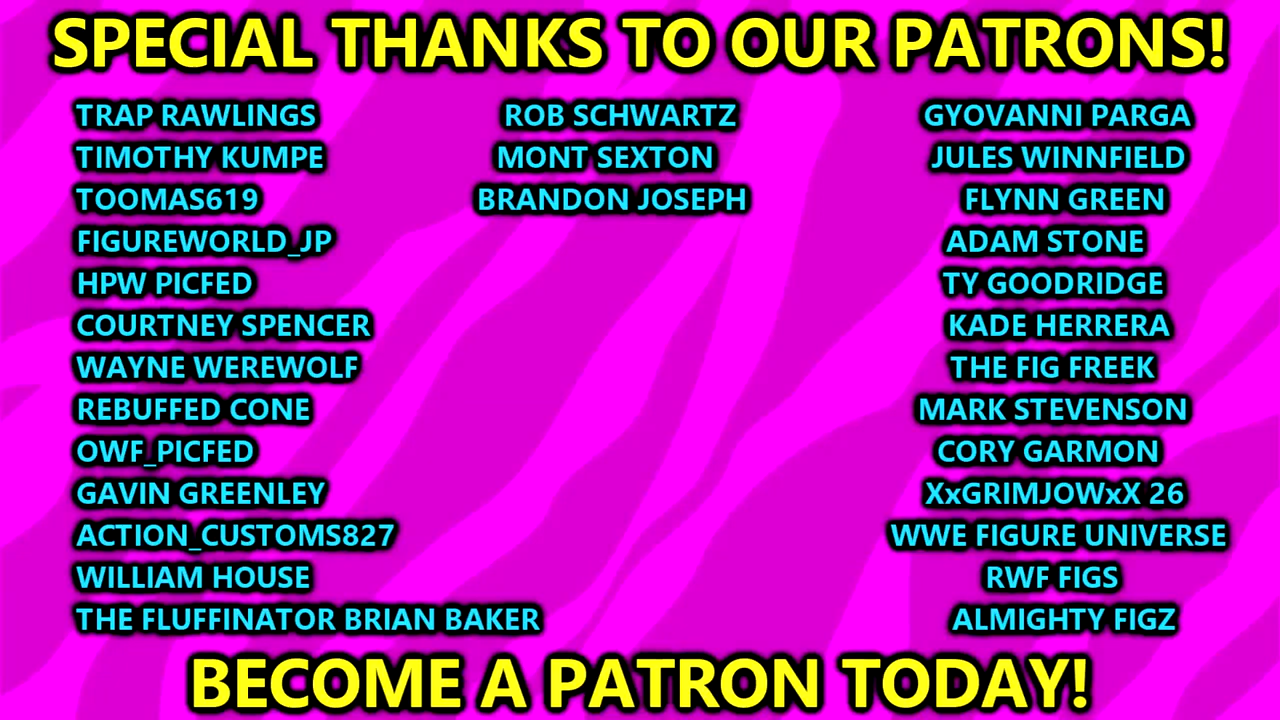 SPECIAL THANKS TO OUR PATRONS!
TRAP RAWLINGS
TIMOTHY KUMPE
TOOMAS619
FIGUREWORLD_JP
HPW PICFED
COURTNEY SPENCER
WAYNE WEREWOLF
REBUFFED CONE
OWF_PICFED
GAVIN GREENLEY
ACTION_CUSTOMS827
WILLIAM HOUSE
THE FLUFFINATOR BRIAN BAKER
ROB SCHWARTZ
MONT SEXTON
BRANDON JOSEPH
GYOVANNI PARGA
JULES WINNFIELD
FLYNN GREEN
ADAM STONE
TY GOODRIDGE
KADE HERRERA
THE FIG FREEK
MARK STEVENSON
CORY GARMON
XxGRIMJOWxX 26
WWE FIGURE UNIVERSE
RWF FIGS
ALMIGHTY FIGZ
BECOME A PATRON TODAY!